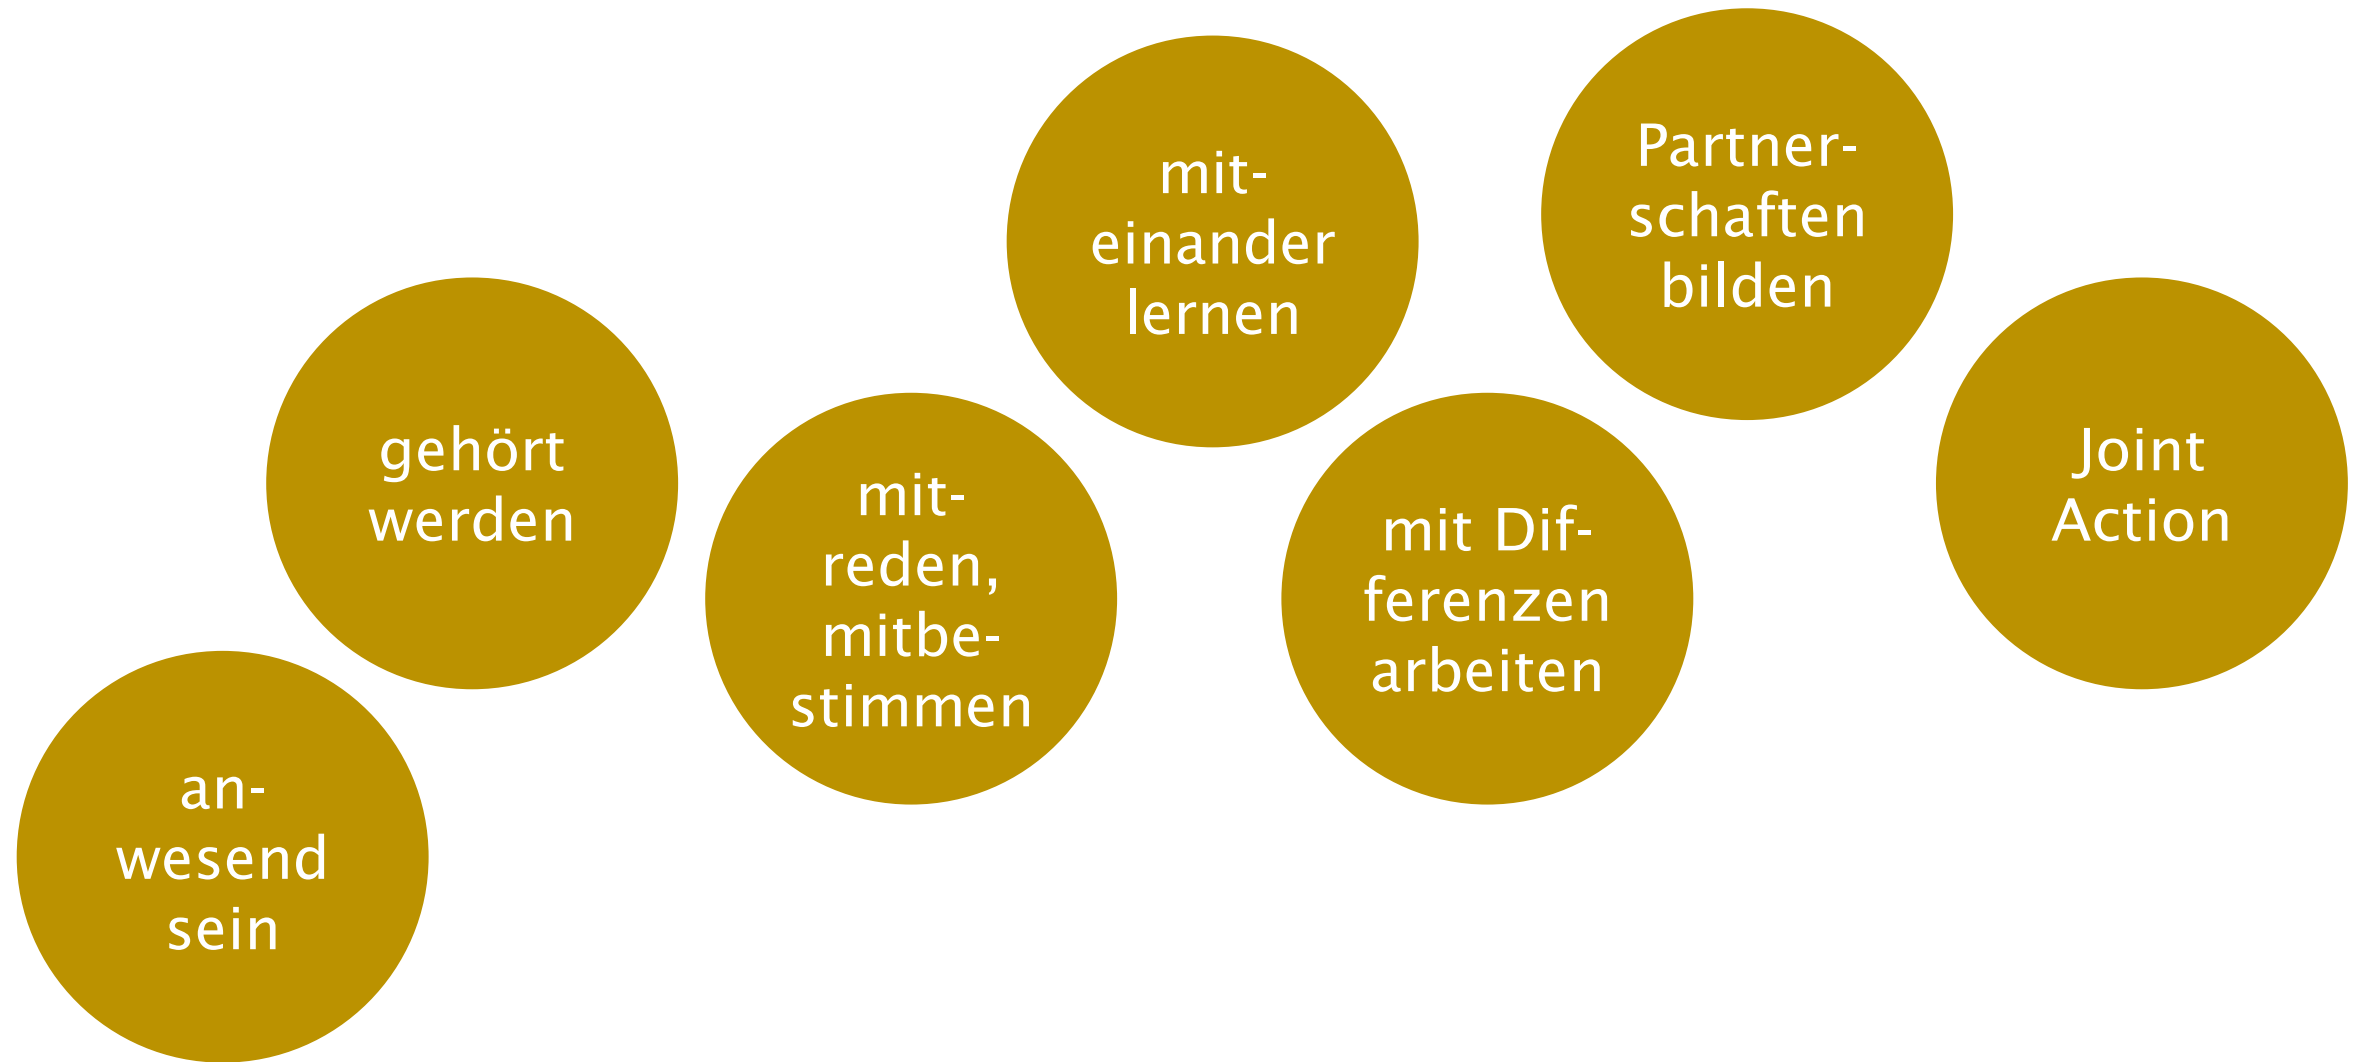 an-
wesend
sein
gehört
werden
mit-
reden,
mitbe-
stimmen
mit-
einander
lernen
mit Dif-
ferenzen
arbeiten
Partner-
schaften
bilden
Joint
Action